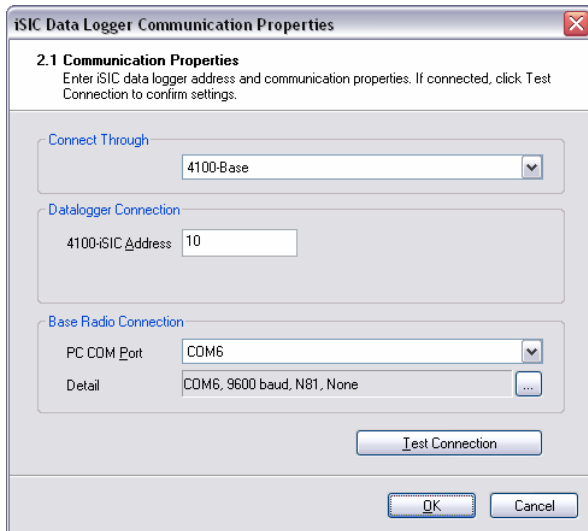 iSIC Data Logger Communication Properties
2.1 Communication Properties
Enter iSIC data logger address and communication properties. If connected, click Test
Connection to confirm settings.
Connect Through
4100-Base
Datalogger Connection
4100-iSIC Address 10
Base Radio Connection
PC COM Port COM6
Detail COM6, 9600 baud, N81, None ...
Test Connection
OK Cancel